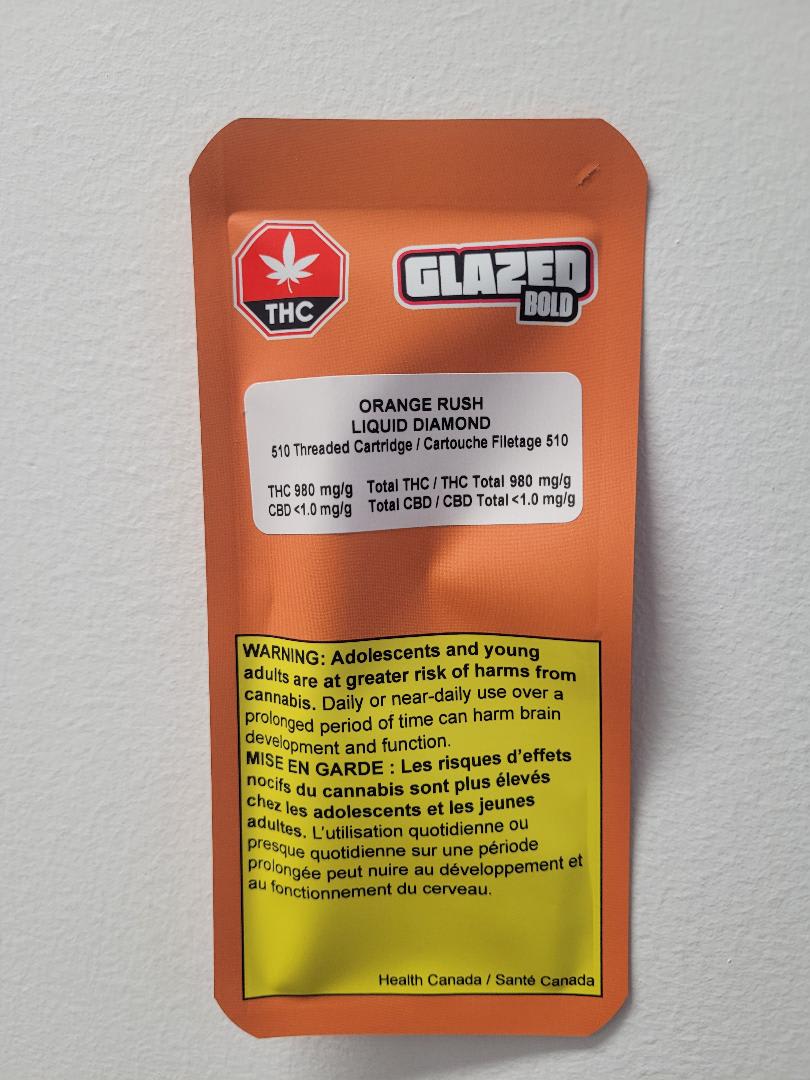 THC
GLAZED
BOLD
ORANGE RUSH
LIQUID DIAMOND
510 Threaded Cartridge / Cartouche Filetage 510
THC 980 mg/g Total THC / THC Total 980 mg/g
CBD <1.0 mg/g Total CBD / CBD Total <1.0 mg/g
WARNING: Adolescents and young
adults are at greater risk of harms from
cannabis. Daily or near-daily use over a
prolonged period of time can harm brain
development and function.
MISE EN GARDE : Les risques d'effets
nocifs du cannabis sont plus élevés
chez les adolescents et les jeunes
adultes. L'utilisation quotidienne ou
presque quotidienne sur une période
prolongée peut nuire au développement et
au fonctionnement du cerveau.
Health Canada / Santé Canada